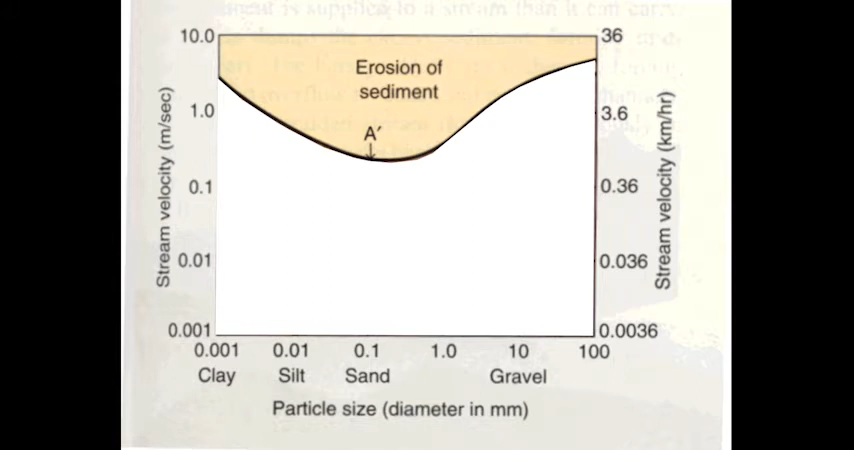 10.0
36
Erosion of
sediment
A′
1.0
3.6
0.1
0.36
0.01
0.036
0.001
0.0036
Stream velocity (m/sec)
Stream velocity (km/hr)
0.001 0.01 0.1 1.0 10 100
Clay Silt Sand Gravel
Particle size (diameter in mm)